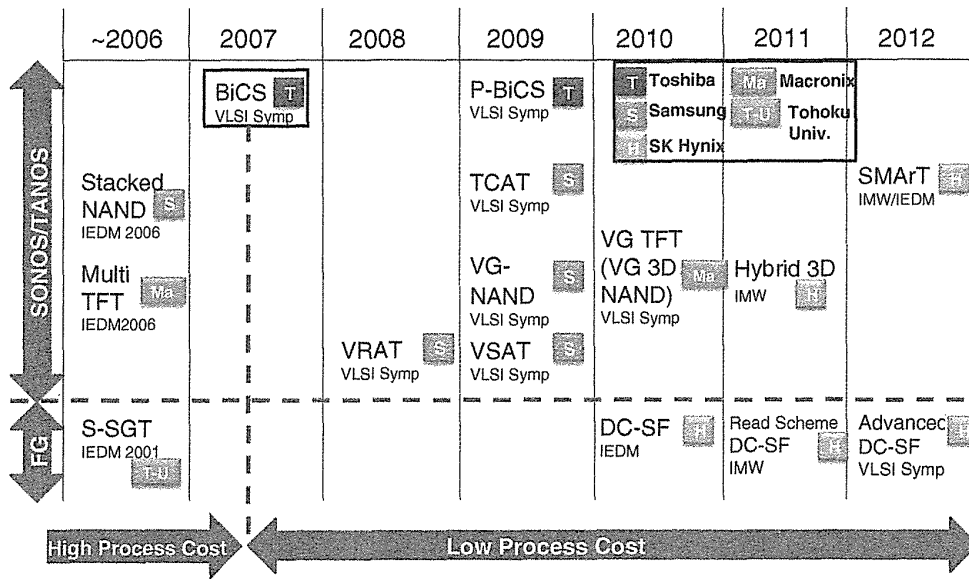 ~2006 2007 2008 2009 2010 2011 2012
SONOS/TANOS
BiCS T
VLSI Symp
P-BiCS T
VLSI Symp
T Toshiba
S Samsung
H SK Hynix
Ma Macronix
T-U Tohoku
Univ.
Stacked
NAND S
IEDM 2006
TCAT S
VLSI Symp
SMArT H
IMW/IEDM
Multi
TFT Ma
IEDM2006
VG-
NAND S
VLSI Symp
VG TFT
(VG 3D
NAND) Ma
VLSI Symp
Hybrid 3D
IMW H
VRAT S
VLSI Symp
VSAT S
VLSI Symp
FG
S-SGT
IEDM 2001
T-U
DC-SF H
IEDM
Read Scheme
DC-SF H
IMW
Advanced
DC-SF H
VLSI Symp
High Process Cost
Low Process Cost